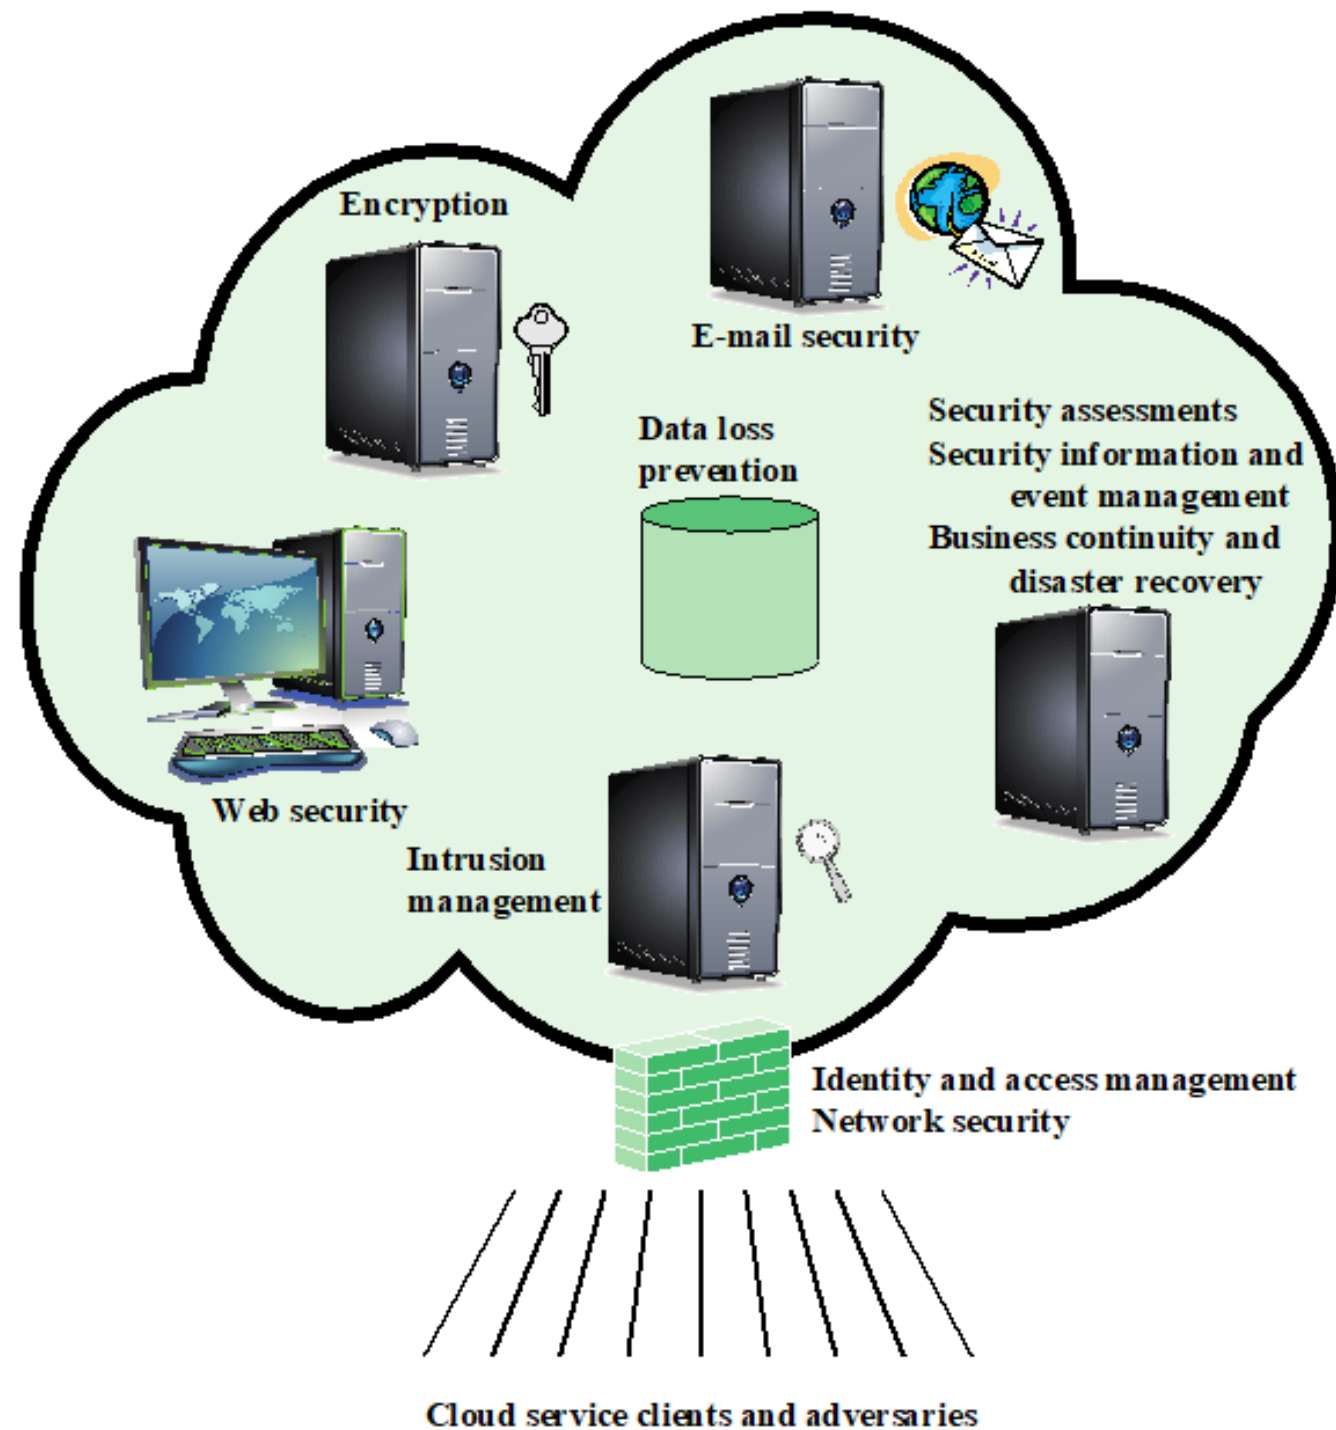 Encryption
E-mail security
Data loss
prevention
Security assessments
Security information and
event management
Business continuity and
disaster recovery
Web security
Intrusion
management
Identity and access management
Network security
Cloud service clients and adversaries